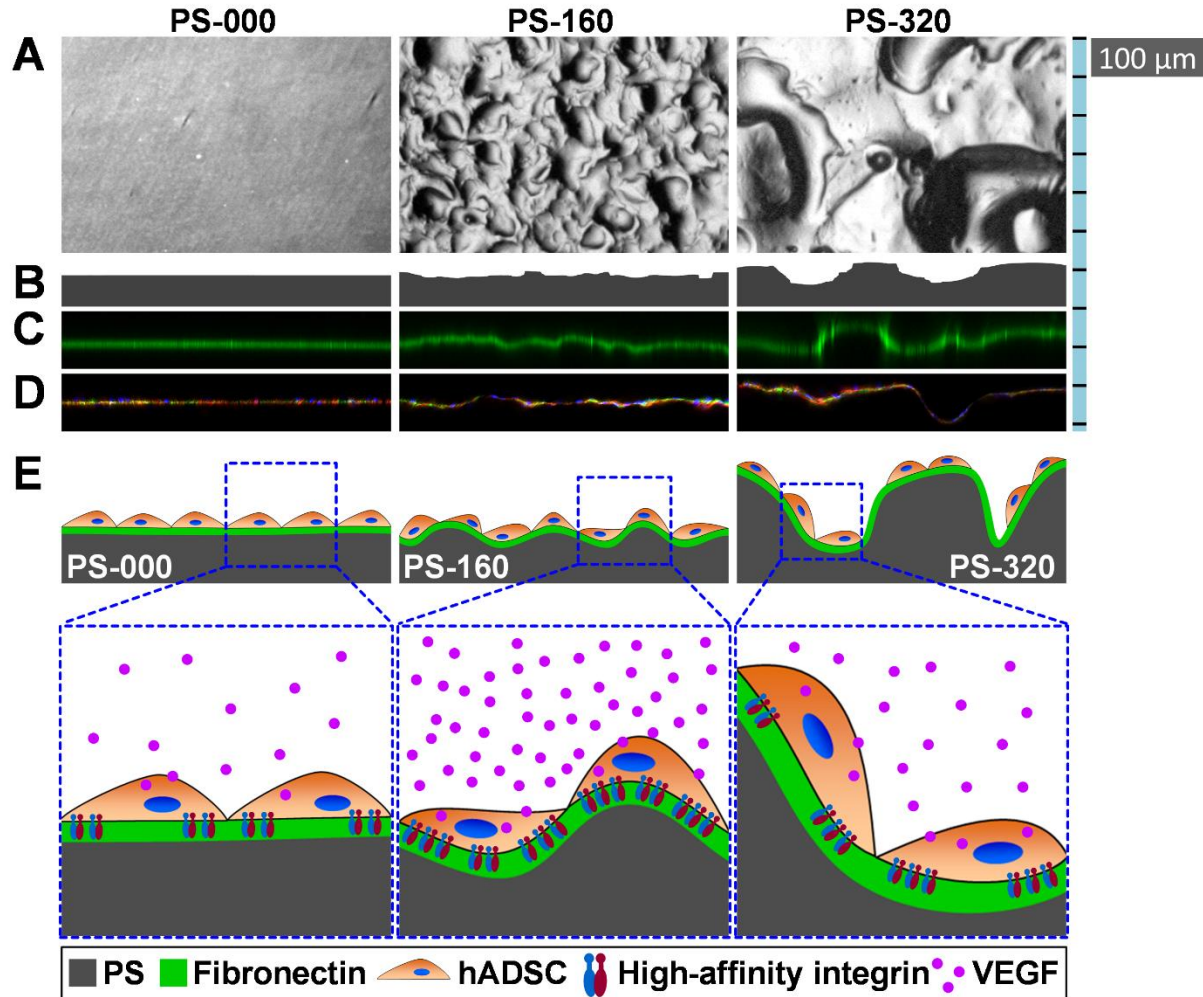 PS-000 PS-160 PS-320
A
100 µm
B
C
D
E
PS-000 PS-160 PS-320
PS Fibronectin hADSC High-affinity integrin VEGF